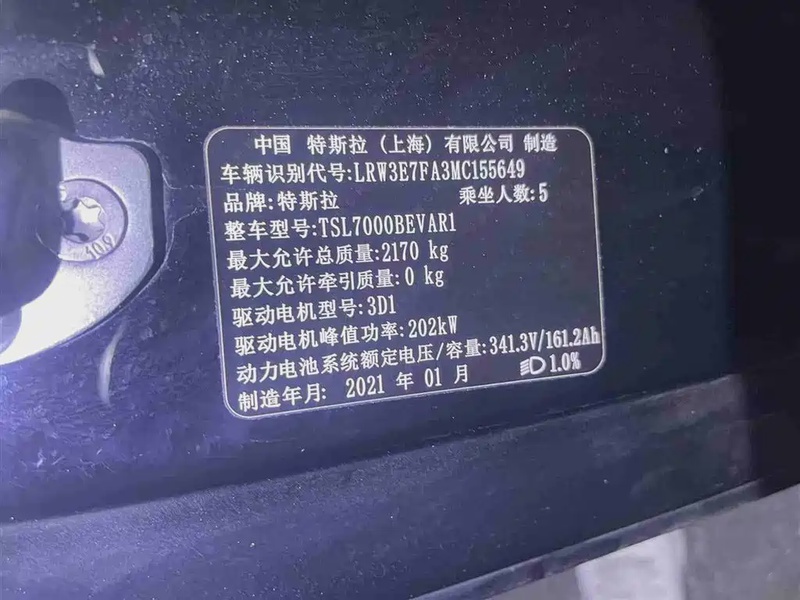 中国 特斯拉(上海)有限公司 制造
车辆识别代号:LRW3E7FA3MC155649
品牌:特斯拉 乘坐人数:5
整车型号:TSL7000BEVAR1
最大允许总质量:2170 kg
最大允许牵引质量:0 kg
驱动电机型号:3D1
驱动电机峰值功率:202kW
动力电池系统额定电压/容量:341.3V/161.2Ah
制造年月: 2021 年 01 月 1.0%
10.9